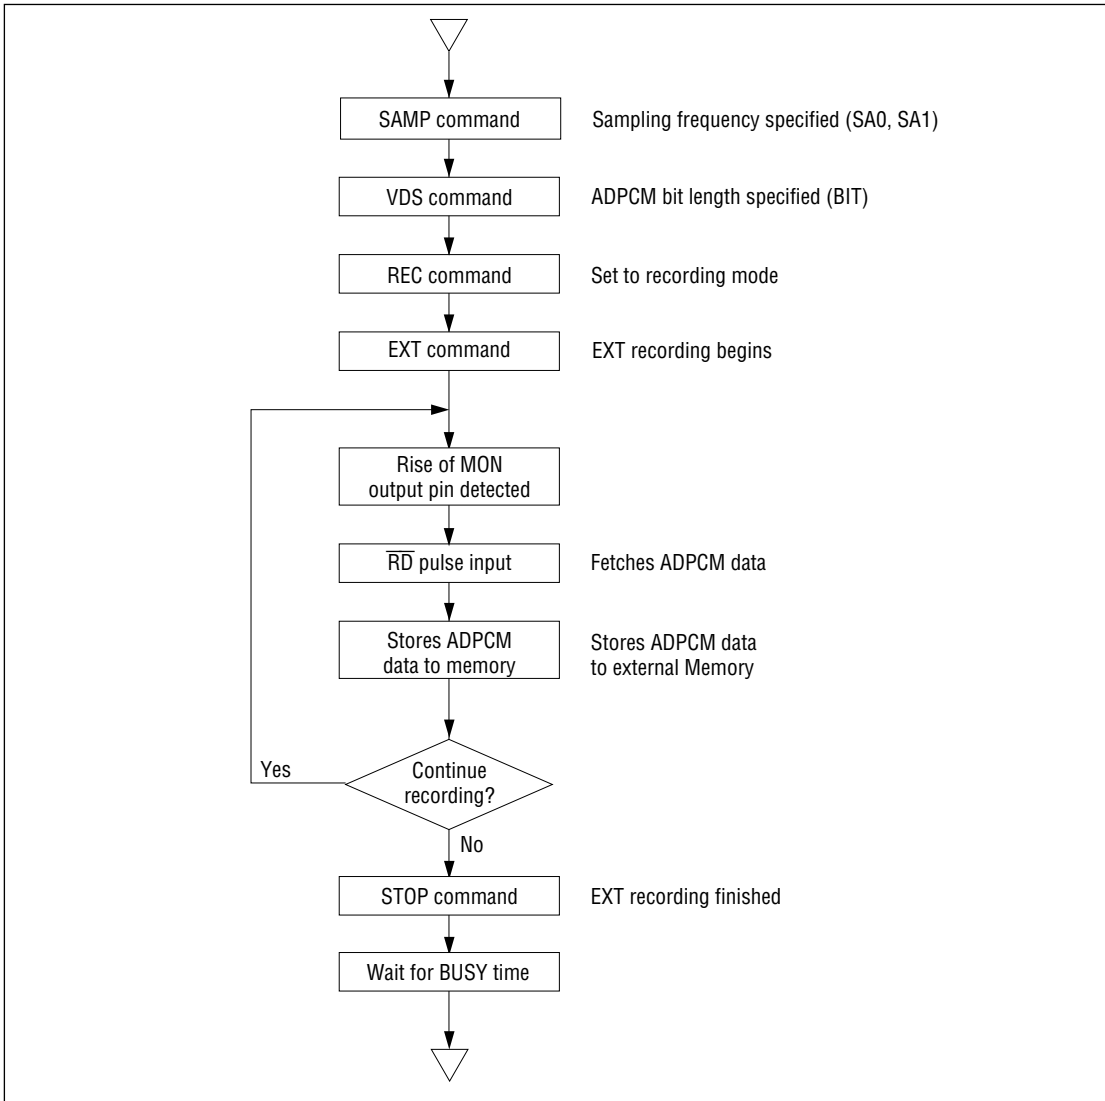 SAMP command
Sampling frequency specified (SA0, SA1)
VDS command
ADPCM bit length specified (BIT)
REC command
Set to recording mode
EXT command
EXT recording begins
Rise of MON
output pin detected
R̅D̅ pulse input
Fetches ADPCM data
Stores ADPCM
data to memory
Stores ADPCM data
to external Memory
Continue
recording?
Yes
No
STOP command
EXT recording finished
Wait for BUSY time